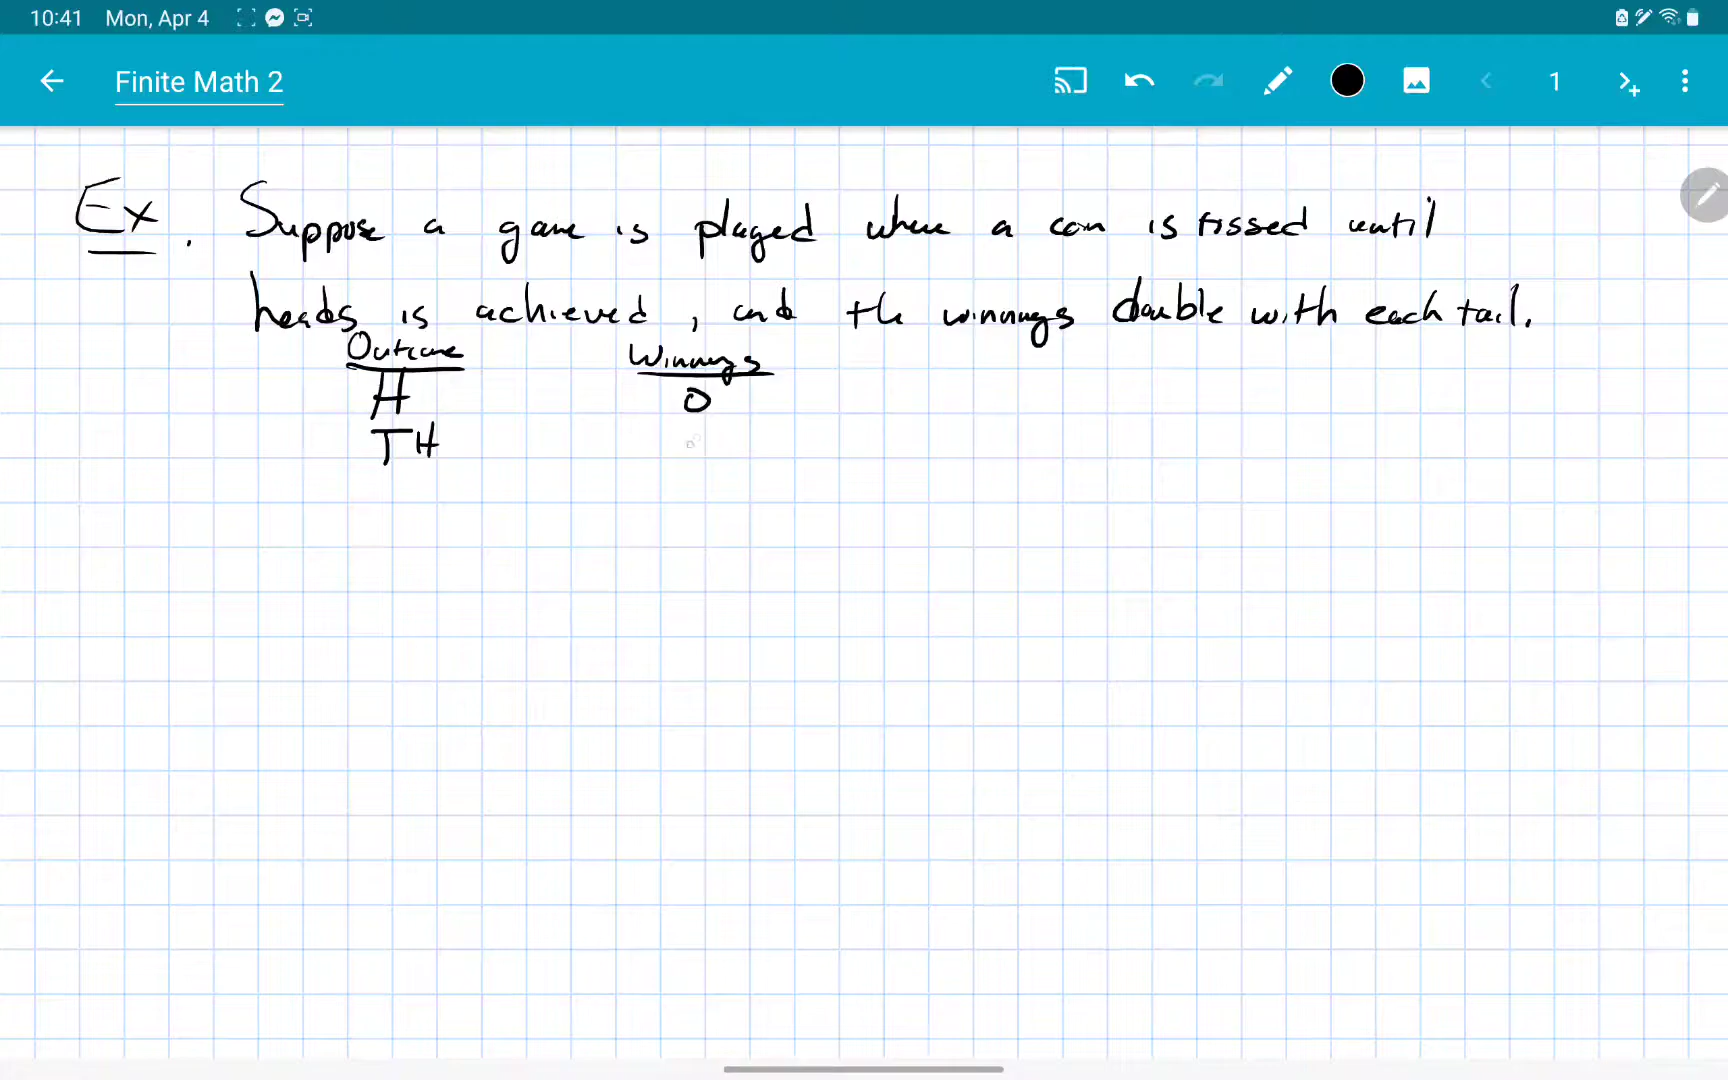 10:41 Mon, Apr 4
Finite Math 2
1
Ex. Suppose a game is played where a coin is tossed until
heads is achieved, and the winnings double with each tail.
Outcome Winnings
H 0
TH